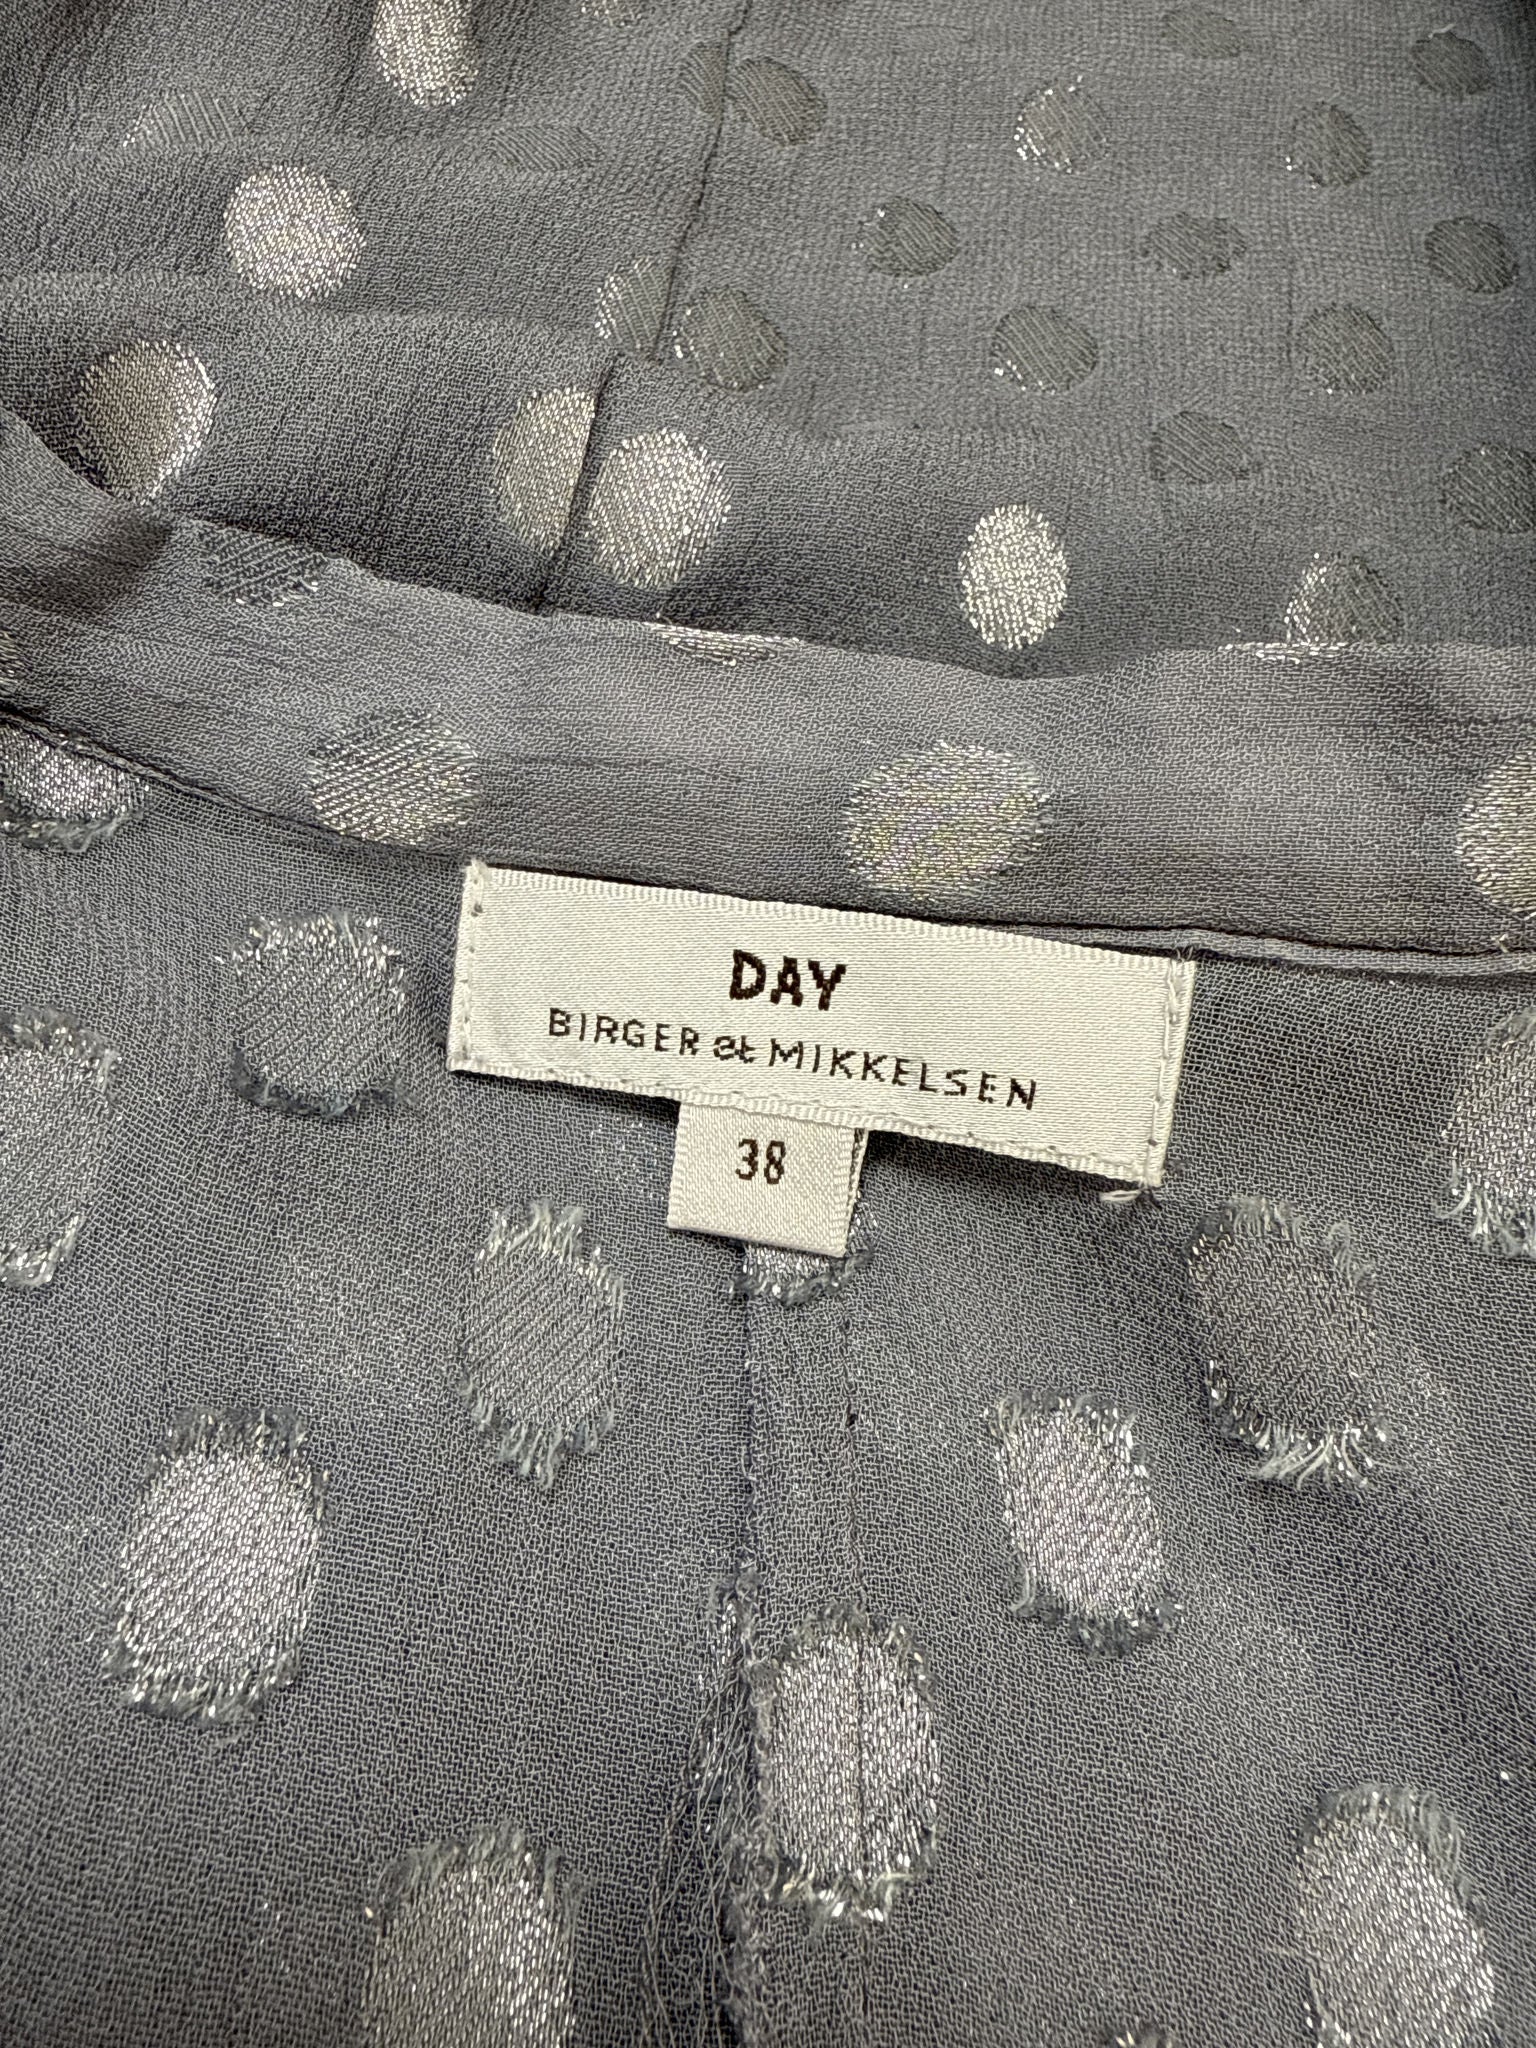 DAY
BIRGER et MIKKELSEN
38